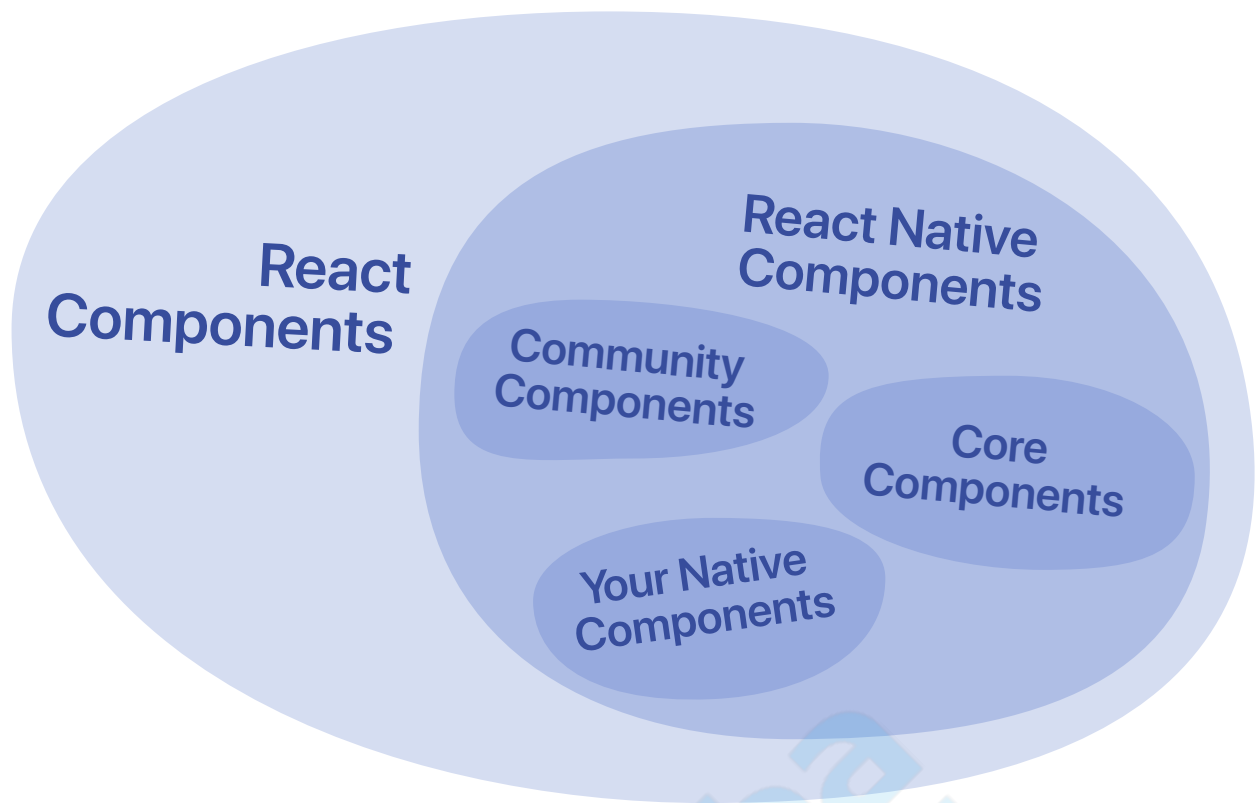 React
Components
React Native
Components
Community
Components
Core
Components
Your Native
Components